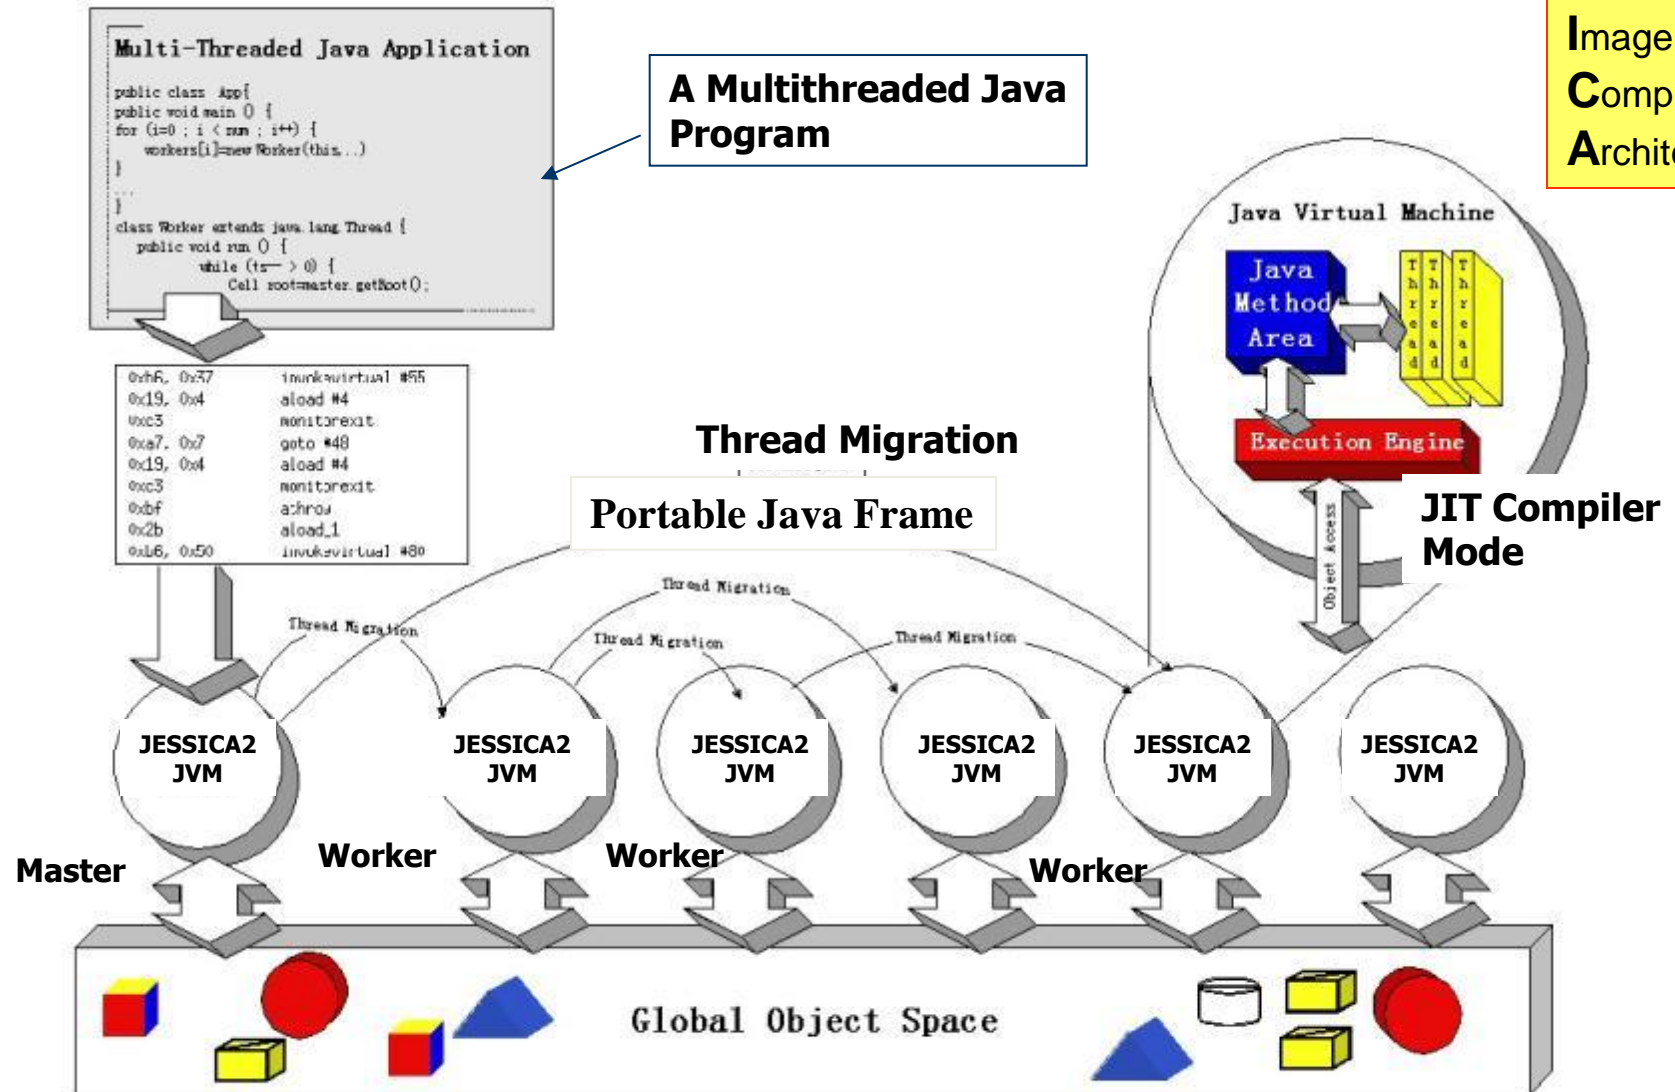 Multi-Threaded Java Application
public class App{
public void main () {
for (i=0 ; i < num ; i++) {
workers[i]=new Worker(this,..)
}
...
}
class Worker extends java.lang.Thread {
public void run () {
while (ts-- > 0) {
Cell root=master.getRoot();
A Multithreaded Java
Program
Image
Comp
Archite
0xb6, 0x37 invokevirtual #55
0x19, 0x4 aload #4
0xc3 monitorexit
0xa7, 0x7 goto #48
0x19, 0x4 aload #4
0xc3 monitorexit
0xbf athrow
0x2b aload_1
0xb6, 0x50 invokevirtual #80
Java Virtual Machine
Java
Method
Area
Thread
Thread
Thread
Execution Engine
Object Access
JIT Compiler
Mode
Thread Migration
Portable Java Frame
Thread Migration
Thread Migration
Thread Migration
Thread Migration
JESSICA2
JVM
JESSICA2
JVM
JESSICA2
JVM
JESSICA2
JVM
JESSICA2
JVM
JESSICA2
JVM
Master
Worker
Worker
Worker
Global Object Space